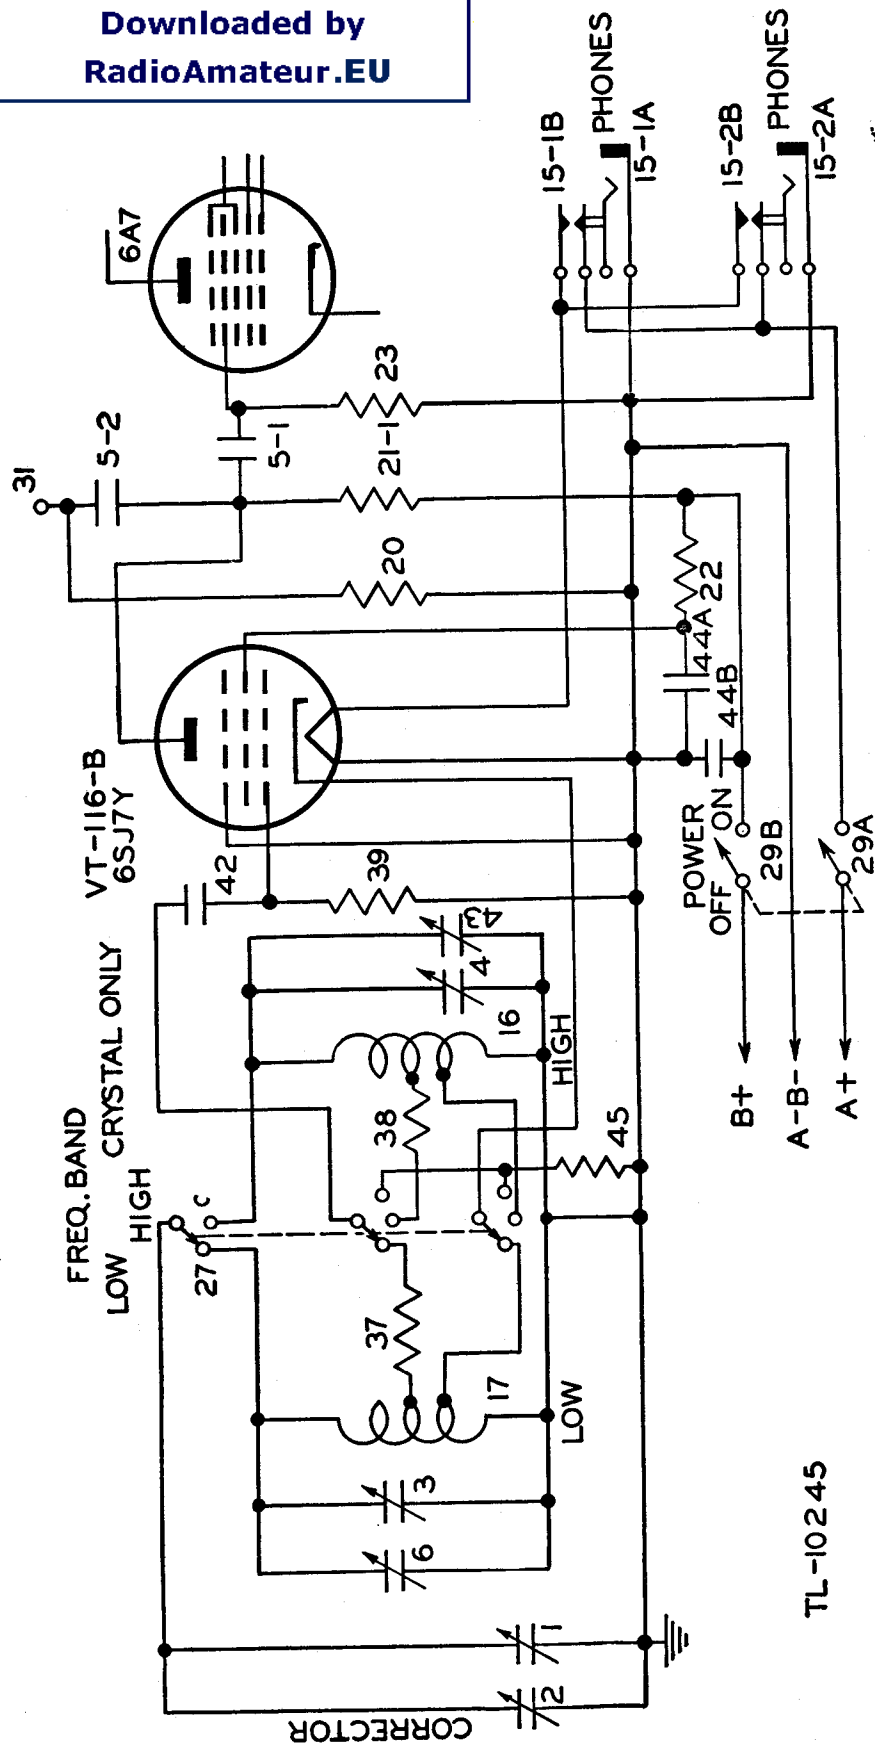 Downloaded by
RadioAmateur.EU
31
5-2
6A7
5-1
23
21-1
20
VT-116-B
6SJ7Y
42
39
43
4
16
HIGH
FREQ. BAND
LOW HIGH CRYSTAL ONLY
27
C
38
45
37
17
LOW
3
6
1
2
CORRECTOR
15-1B
PHONES
15-1A
15-2B
PHONES
15-2A
22
44A
44B
POWER
OFF ON
29B
29A
B+
A-B-
A+
TL-10245